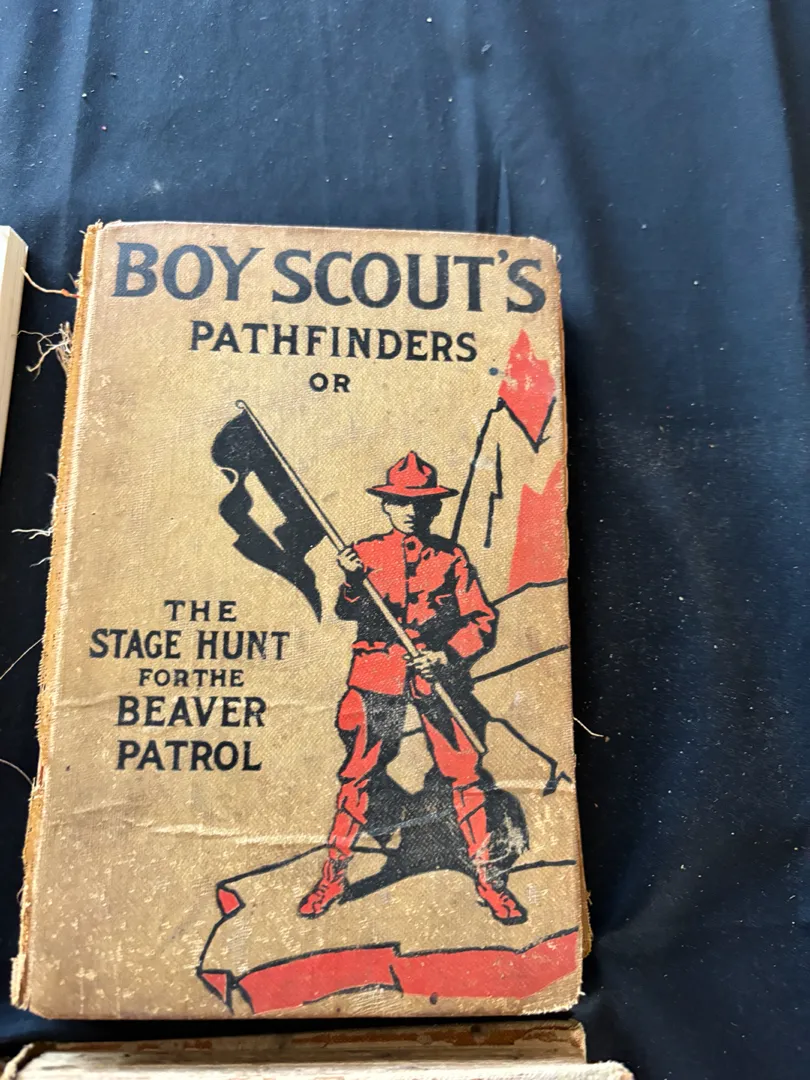 BOY SCOUT'S
PATHFINDERS
OR
THE
STAGE HUNT
FOR THE
BEAVER
PATROL